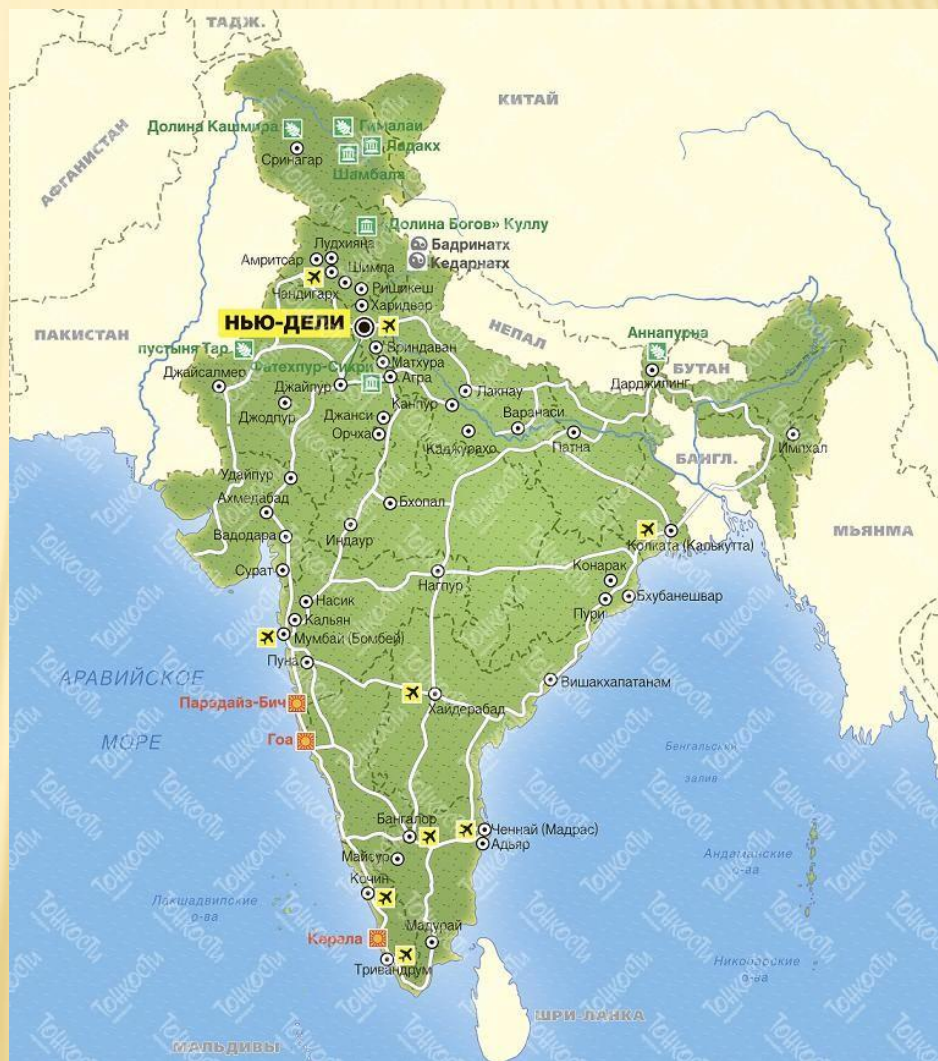 ТАДЖ.
КИТАЙ
АФГАНИСТАН
Долина Кашмира
Гималаи
Ладакх
Сринагар
Шамбала
Долина Богов» Куллу
Лудхияна
Бадринатх
Амритсар
Шимла
Кедарнатх
Чандигарх
Ришикеш
Харидвар
НЬЮ-ДЕЛИ
ПАКИСТАН
НЕПАЛ
Аннапурна
пустыня Тар
Вриндаван
Матхура
БУТАН
Фатехпур-Сикри
Джайсалмер
Джайпур
Агра
Дарджилинг
Лакнау
Джодпур
Канпур
Джанси
Варанаси
Орчха
Каджурахо
Патна
Импхал
БАНГЛ.
Удайпур
Ахмедабад
Бхопал
МЬЯНМА
Вадодара
Индаур
Колката (Калькутта)
Сурат
Нагпур
Конарак
Насик
Бхубанешвар
Пури
Кальян
Мумбай (Бомбей)
Пуна
АРАВИЙСКОЕ
МОРЕ
Вишакхапатанам
Парадайз-Бич
Хайдерабад
Гоа
Бенгальский
залив
Бангалор
Ченнай (Мадрас)
Адьяр
Майсур
Андаманские
о-ва
Кочин
Лакшадвипские
о-ва
Мадурай
Керала
Тривандрум
Никобарские
о-ва
ШРИ-ЛАНКА
МАЛЬДИВЫ
Тонкости